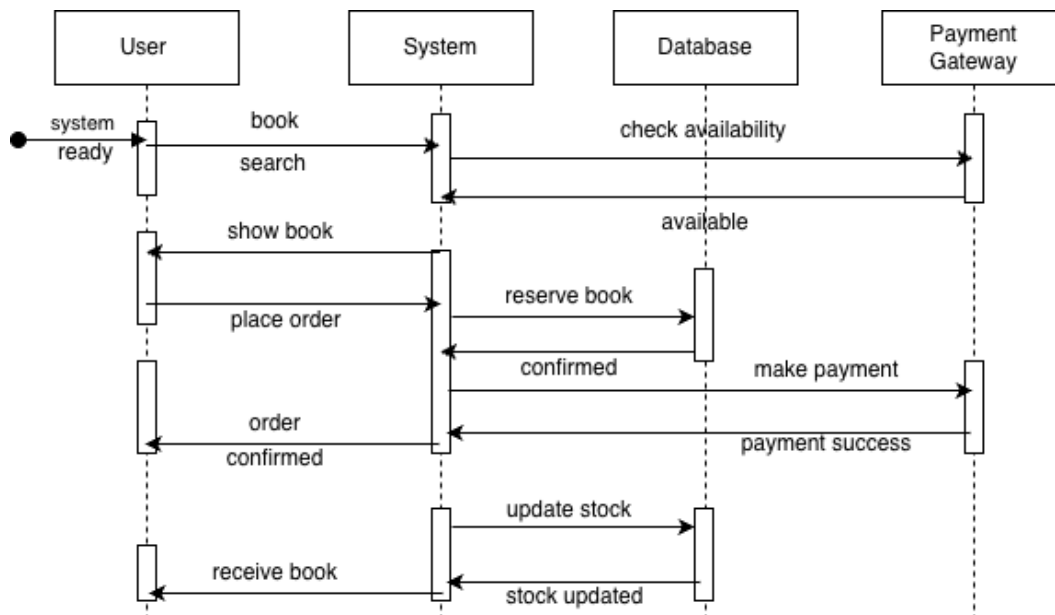 User
System
Database
Payment
Gateway
system
ready
book
search
check availability
available
show book
place order
reserve book
confirmed
make payment
payment success
order
confirmed
update stock
stock updated
receive book